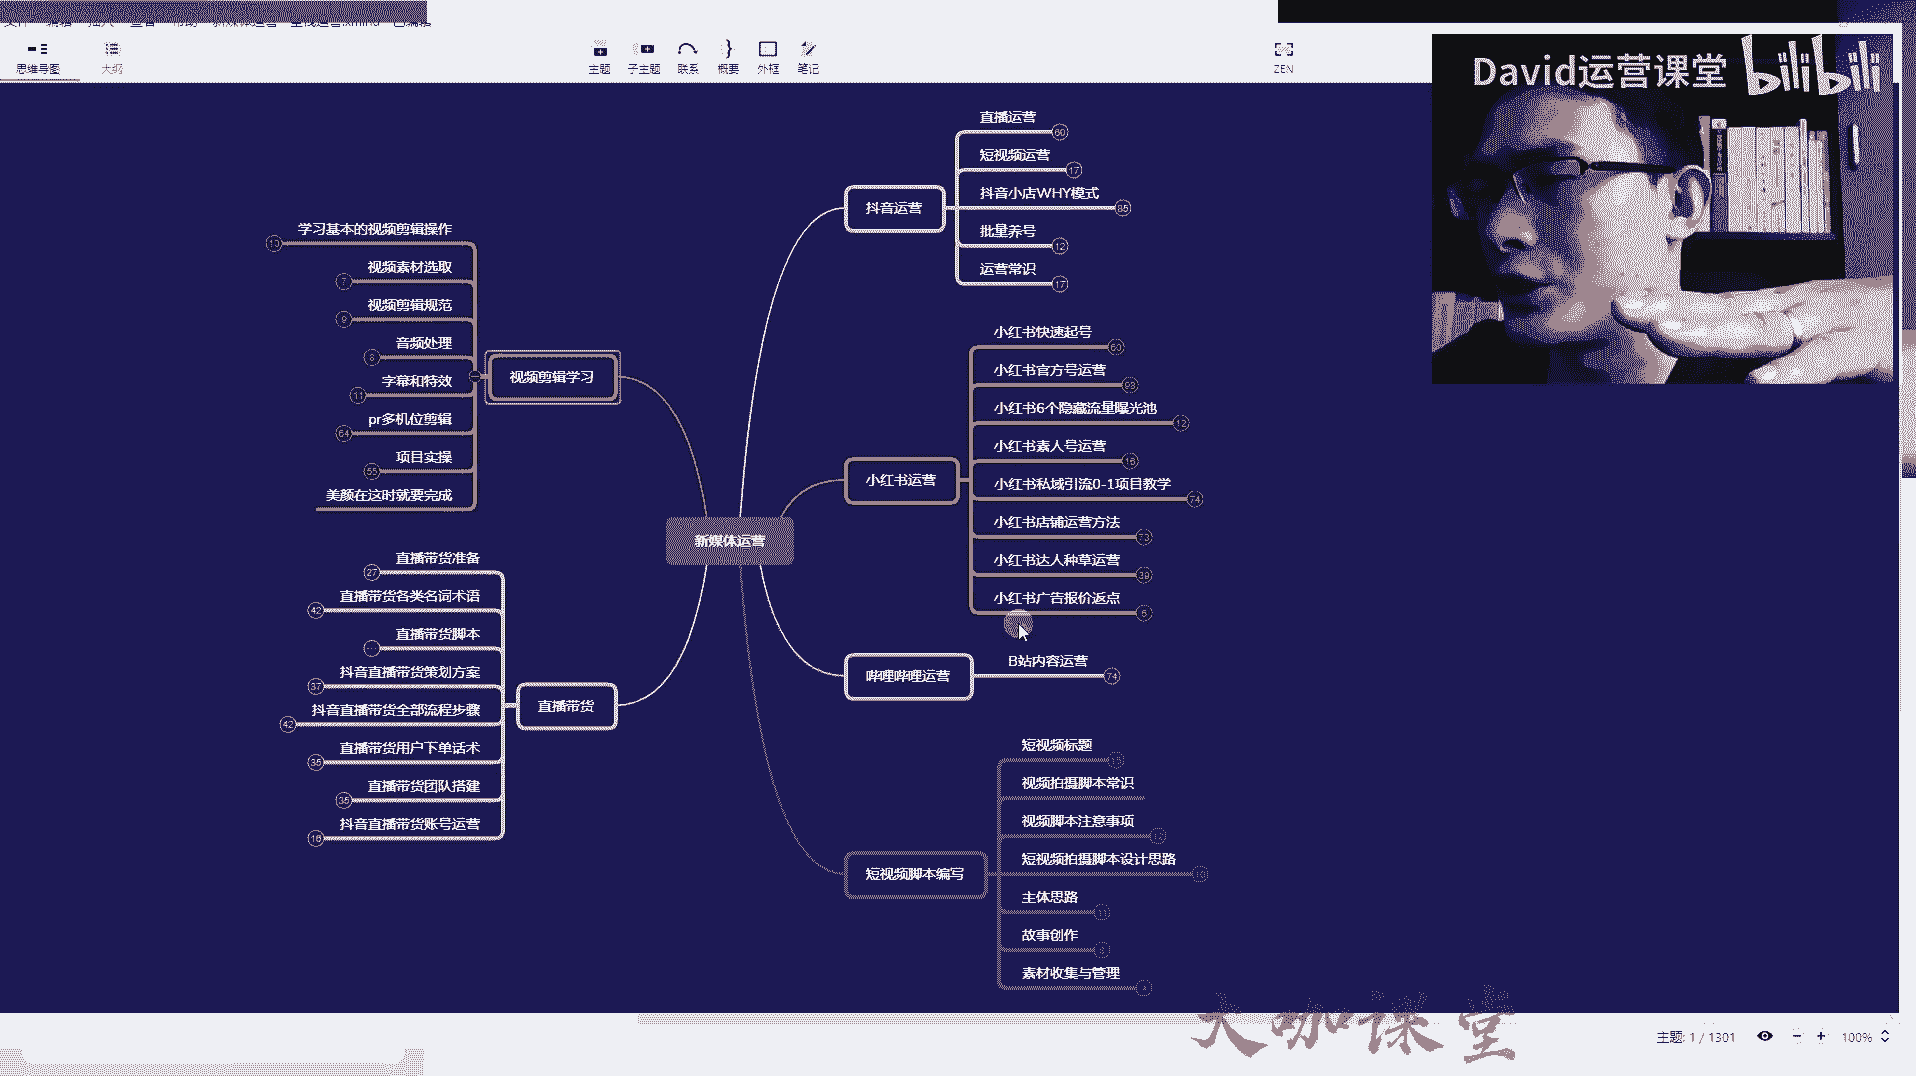 思维导图
大纲
主题
子主题
联系
概要
外框
笔记
ZEN
David运营课堂
bilibili
新媒体运营
抖音运营
直播运营 60
短视频运营 17
抖音小店WHY模式 85
批量养号 12
运营常识 17
小红书运营
小红书快速起号 60
小红书官方号运营 93
小红书6个隐藏流量曝光池 12
小红书素人号运营 16
小红书私域引流0-1项目教学 74
小红书店铺运营方法 73
小红书达人种草运营 39
小红书广告报价返点 5
哔哩哔哩运营
B站内容运营 74
短视频脚本编写
短视频标题
视频拍摄脚本常识
视频脚本注意事项
短视频拍摄脚本设计思路 10
主体思路 11
故事创作
素材收集与管理
视频剪辑学习
学习基本的视频剪辑操作 10
视频素材选取 7
视频剪辑规范 9
音频处理 8
字幕和特效 11
pr多机位剪辑 64
项目实操 55
美颜在这时就要完成
直播带货
直播带货准备 27
直播带货各类名词术语 42
直播带货脚本
抖音直播带货策划方案 37
抖音直播带货全部流程步骤 42
直播带货用户下单话术 35
直播带货团队搭建 35
抖音直播带货账号运营 16
大咖课堂
主题: 1 / 1301
100%